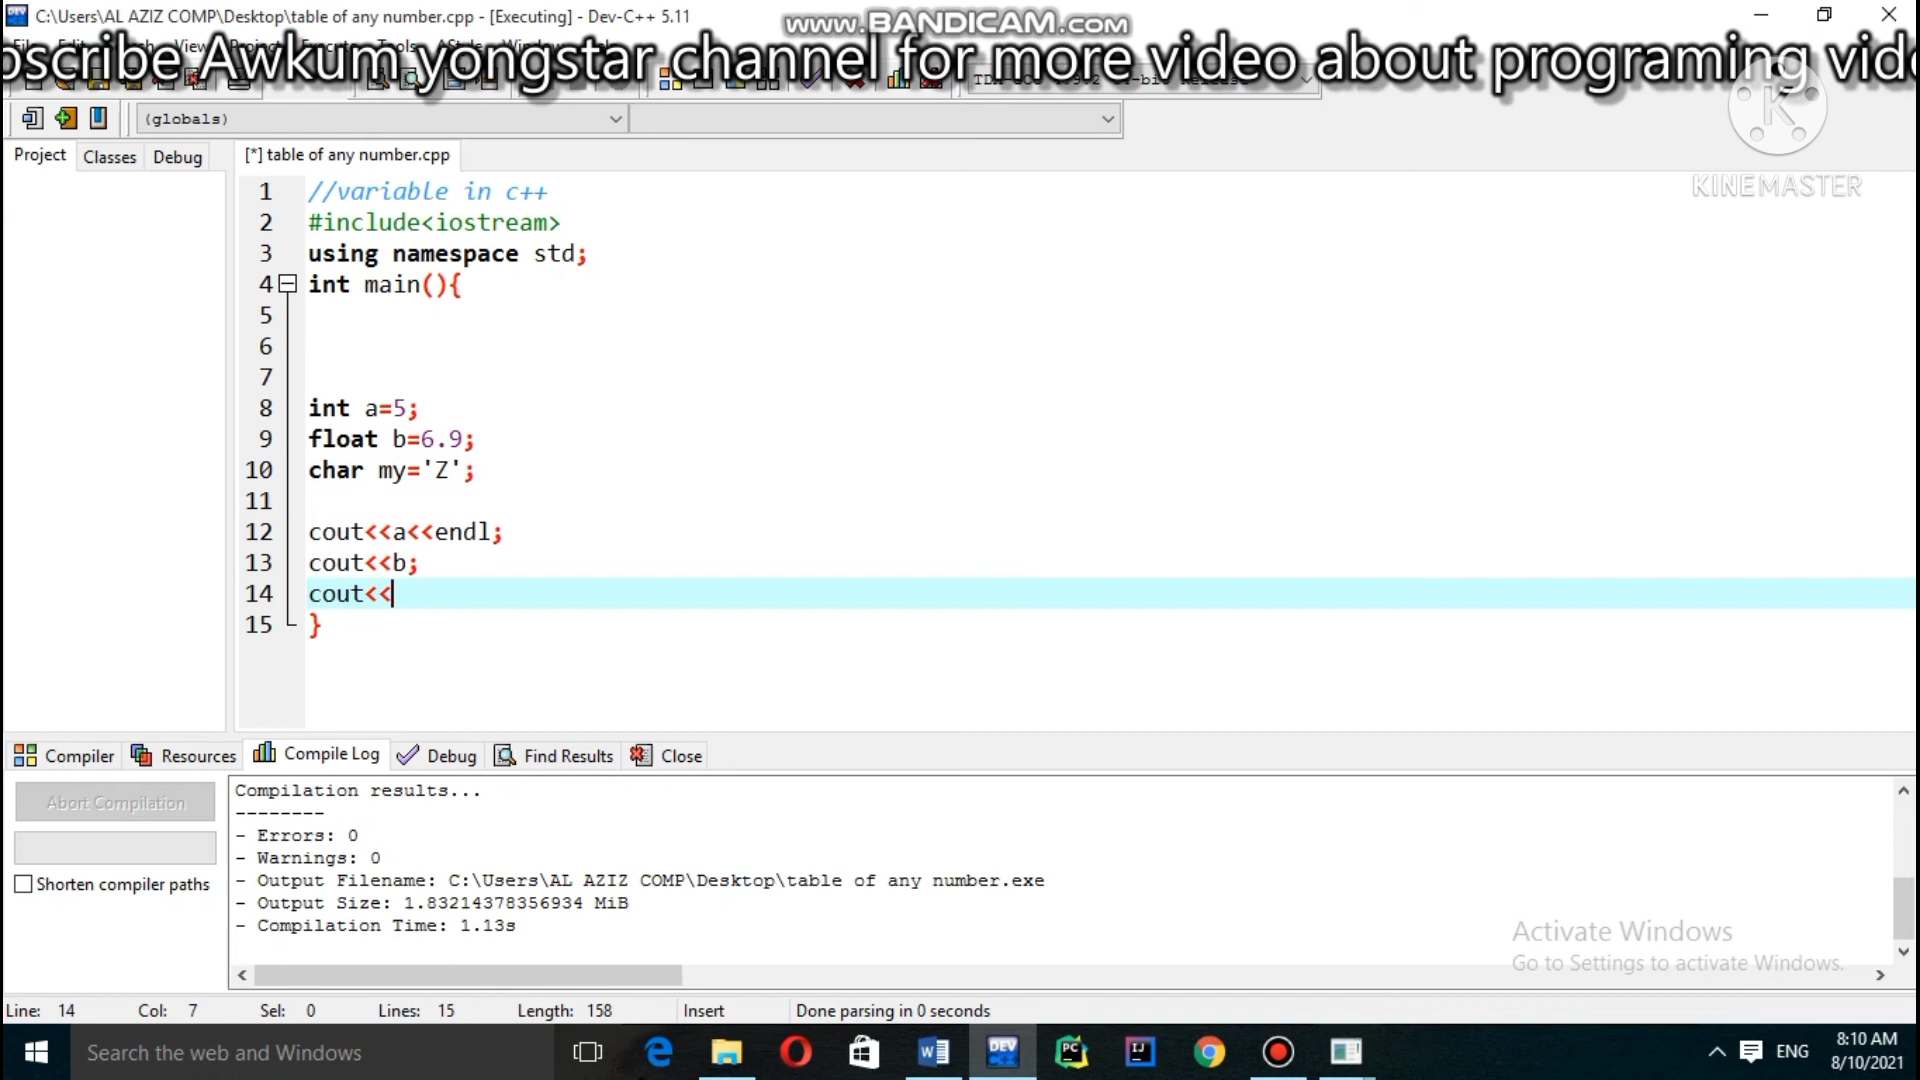 C:\Users\AL AZIZ COMP\Desktop\table of any number.cpp - [Executing] - Dev-C++ 5.11
www.BANDICAM.com
oscribe Awkum yongstar channel for more video about programing vide
(globals)
KINEMASTER
Project Classes Debug
[*] table of any number.cpp
1 //variable in c++
2 #include<iostream>
3 using namespace std;
4 int main(){
5
6
7
8 int a=5;
9 float b=6.9;
10 char my='Z';
11
12 cout<<a<<endl;
13 cout<<b;
14 cout<<
15 }
Compiler Resources Compile Log Debug Find Results Close
Abort Compilation
Shorten compiler paths
Compilation results...
--------
- Errors: 0
- Warnings: 0
- Output Filename: C:\Users\AL AZIZ COMP\Desktop\table of any number.exe
- Output Size: 1.83214378356934 MiB
- Compilation Time: 1.13s
Activate Windows
Go to Settings to activate Windows.
Line: 14 Col: 7 Sel: 0 Lines: 15 Length: 158 Insert Done parsing in 0 seconds
Search the web and Windows
ENG
8:10 AM
8/10/2021